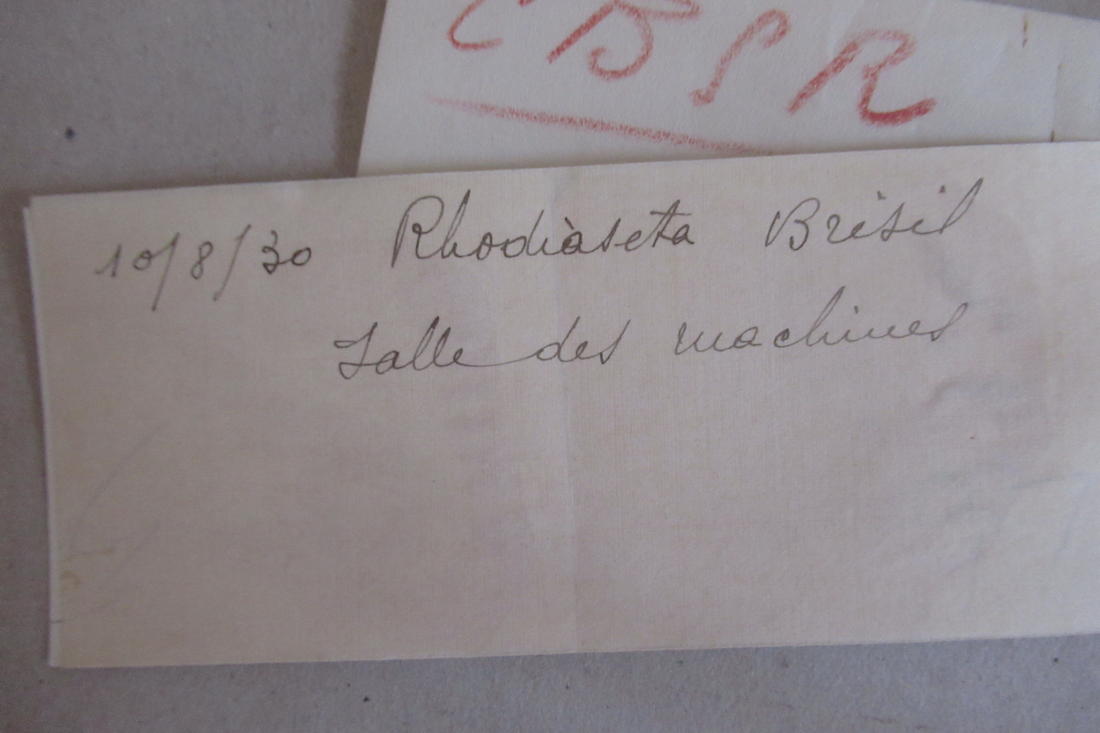 CBSR
10/8/30 Rhodiaseta Brésil
Salle des machines